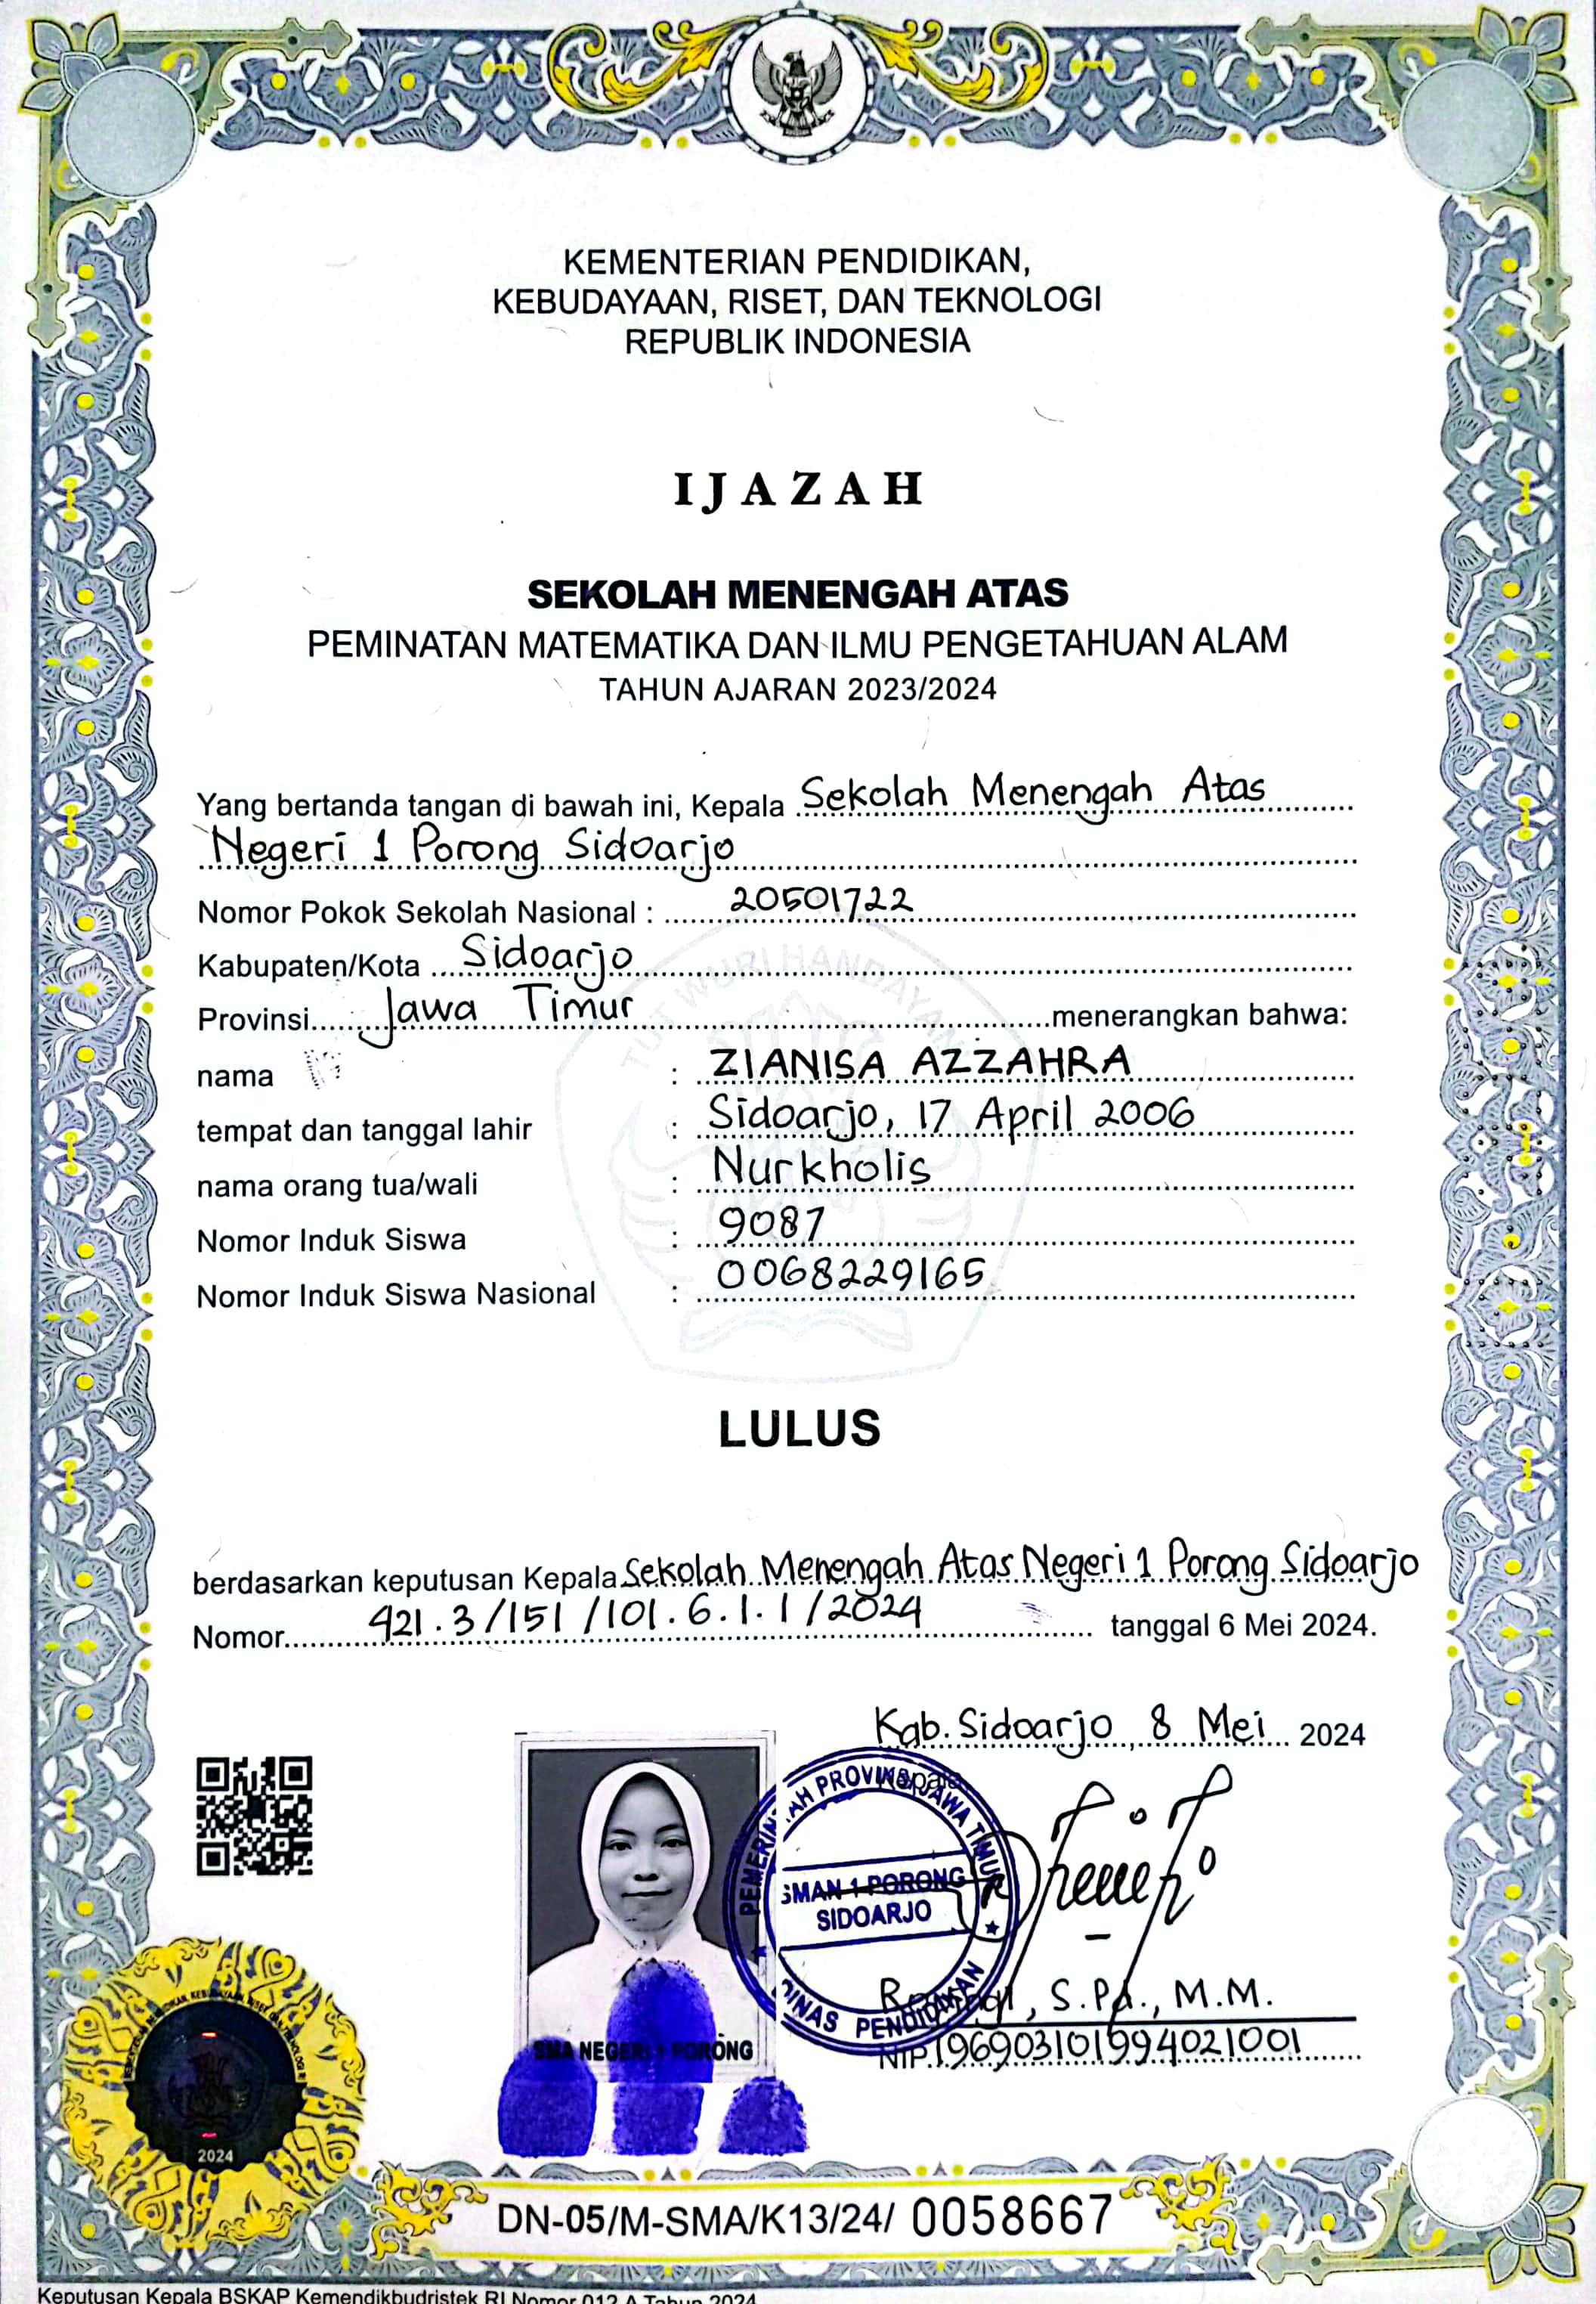 KEMENTERIAN PENDIDIKAN,
KEBUDAYAAN, RISET, DAN TEKNOLOGI
REPUBLIK INDONESIA
IJAZAH
SEKOLAH MENENGAH ATAS
PEMINATAN MATEMATIKA DAN ILMU PENGETAHUAN ALAM
TAHUN AJARAN 2023/2024
Yang bertanda tangan di bawah ini, Kepala Sekolah Menengah Atas
Negeri 1 Porong Sidoarjo
Nomor Pokok Sekolah Nasional : 20501722
Kabupaten/Kota Sidoarjo
Provinsi Jawa Timur menerangkan bahwa:
nama : ZIANISA AZZAHRA
tempat dan tanggal lahir : Sidoarjo, 17 April 2006
nama orang tua/wali : Nurkholis
Nomor Induk Siswa : 9087
Nomor Induk Siswa Nasional : 0068229165
TUT WURI HANDAYANI
LULUS
berdasarkan keputusan Kepala Sekolah Menengah Atas Negeri 1 Porong Sidoarjo
Nomor 421.3/151/101.6.1.1/2024 tanggal 6 Mei 2024.
Kab. Sidoarjo, 8 Mei 2024
Kepala
PEMERINTAH PROVINSI JAWA TIMUR
SMAN 1 PORONG
SIDOARJO
DINAS PENDIDIKAN
S.Pd., M.M.
NIP. 196903101994021001
SMA NEGERI 1 PORONG
2024
DN-05/M-SMA/K13/24/ 0058667
Keputusan Kepala BSKAP Kemendikbudristek RI Nomor 012.A Tahun 2024